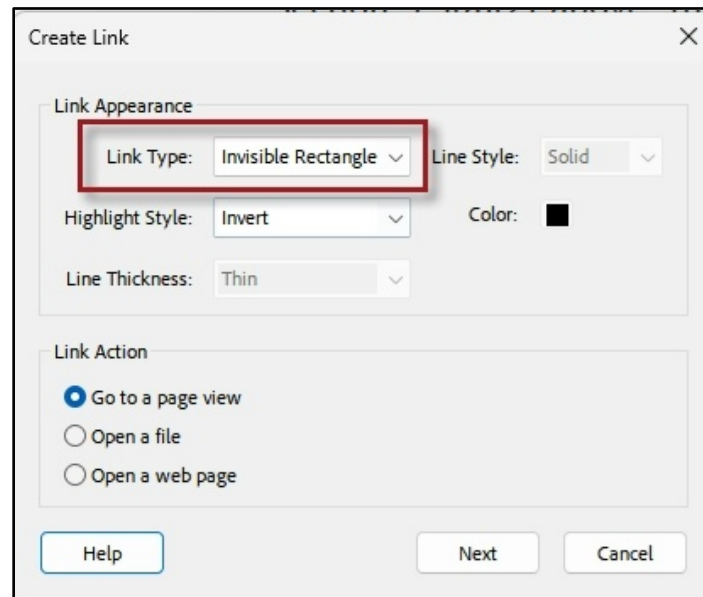 Create Link
Link Appearance
Link Type: Invisible Rectangle Line Style: Solid
Highlight Style: Invert Color:
Line Thickness: Thin
Link Action
Go to a page view
Open a file
Open a web page
Help Next Cancel